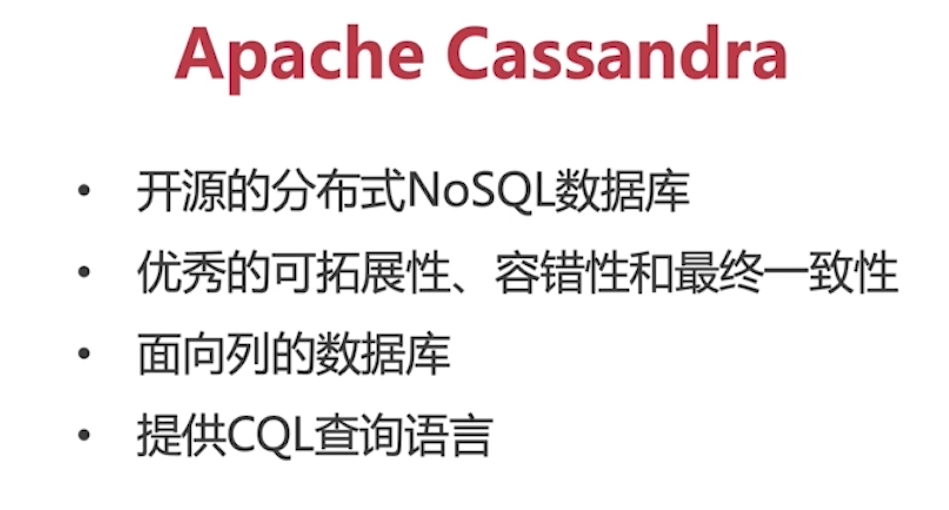 Apache Cassandra
• 开源的分布式NoSQL数据库
• 优秀的可拓展性、容错性和最终一致性
• 面向列的数据库
• 提供CQL查询语言